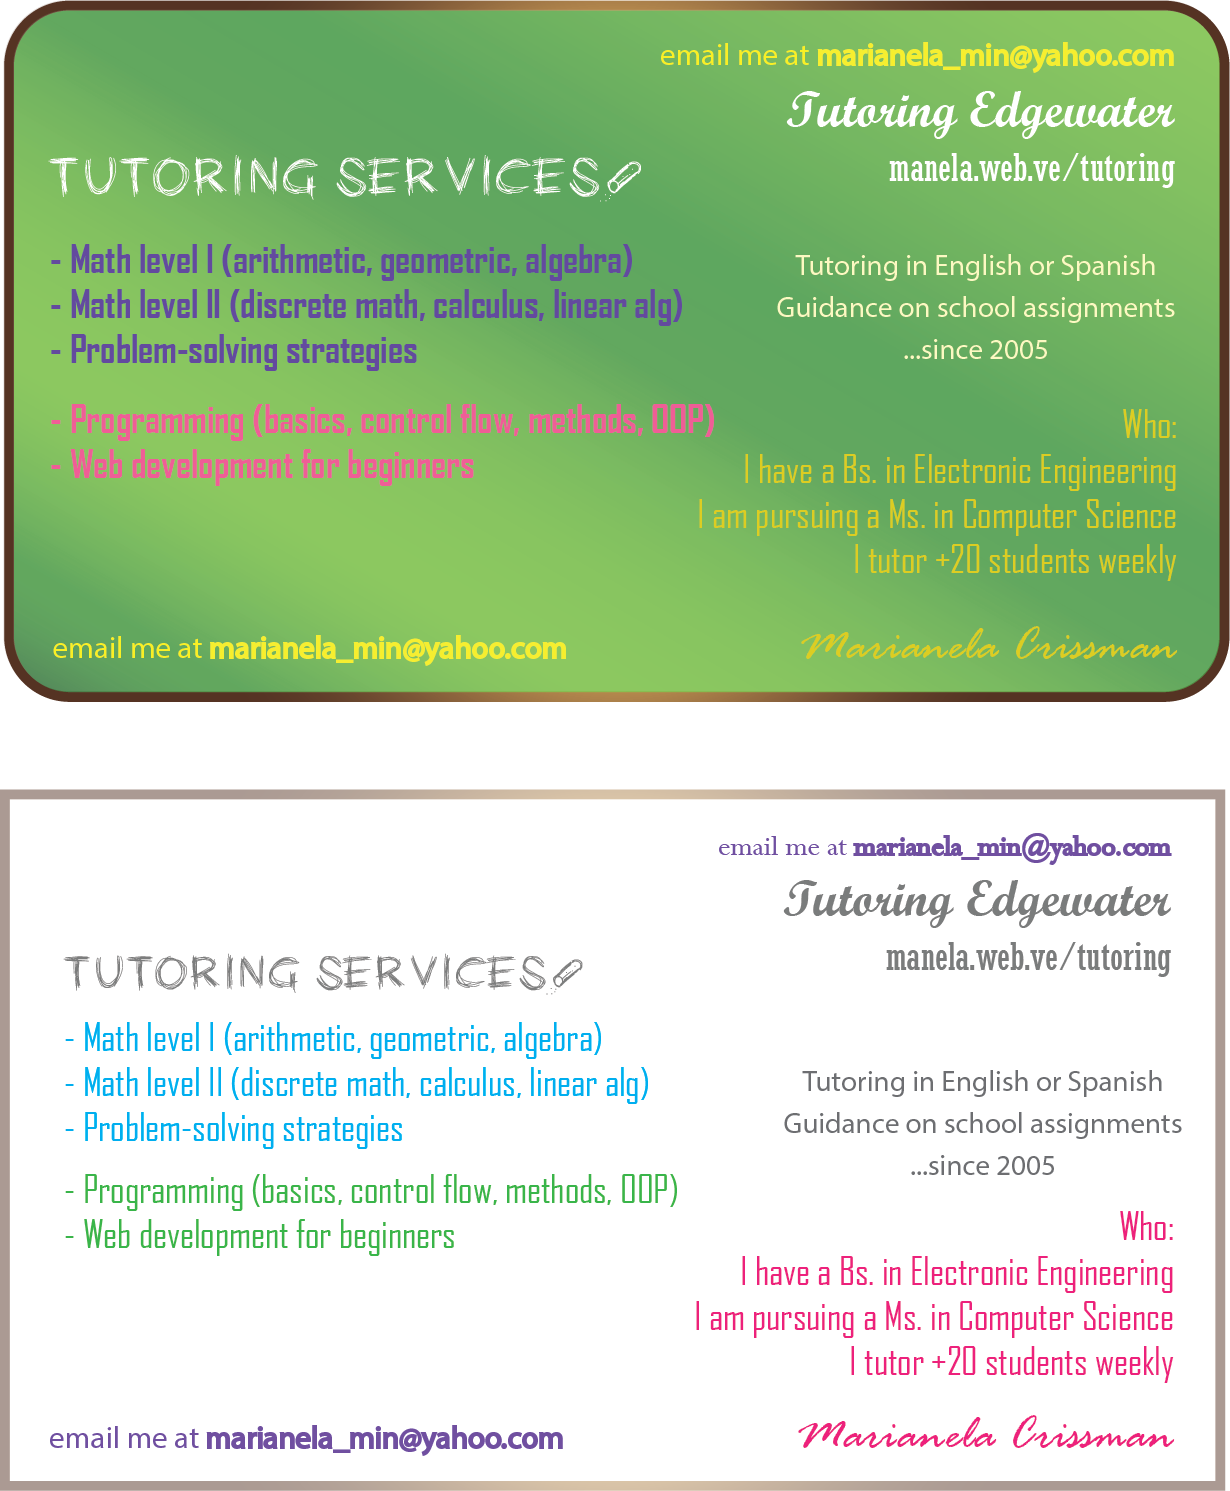 email me at marianela_min@yahoo.com
Tutoring Edgewater
manela.web.ve/tutoring
TUTORING SERVICES
- Math level I (arithmetic, geometric, algebra)
- Math level II (discrete math, calculus, linear alg)
- Problem-solving strategies
- Programming (basics, control flow, methods, OOP)
- Web development for beginners
Tutoring in English or Spanish
Guidance on school assignments
...since 2005
Who:
I have a Bs. in Electronic Engineering
I am pursuing a Ms. in Computer Science
I tutor +20 students weekly
email me at marianela_min@yahoo.com
Marianela Crissman
email me at marianela_min@yahoo.com
Tutoring Edgewater
manela.web.ve/tutoring
TUTORING SERVICES
- Math level I (arithmetic, geometric, algebra)
- Math level II (discrete math, calculus, linear alg)
- Problem-solving strategies
- Programming (basics, control flow, methods, OOP)
- Web development for beginners
Tutoring in English or Spanish
Guidance on school assignments
...since 2005
Who:
I have a Bs. in Electronic Engineering
I am pursuing a Ms. in Computer Science
I tutor +20 students weekly
email me at marianela_min@yahoo.com
Marianela Crissman